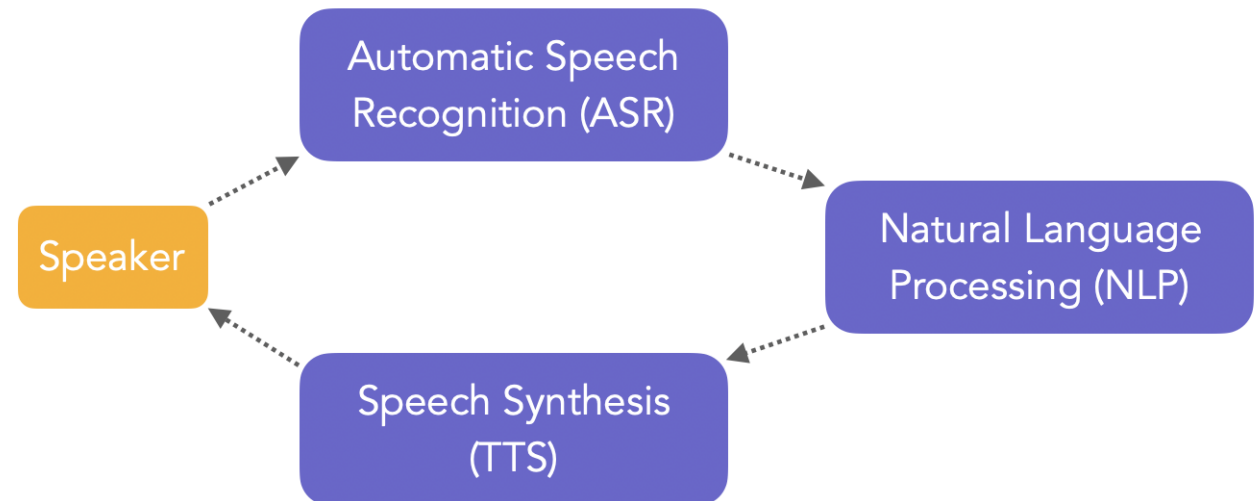 Automatic Speech
Recognition (ASR)
Speaker
Natural Language
Processing (NLP)
Speech Synthesis
(TTS)